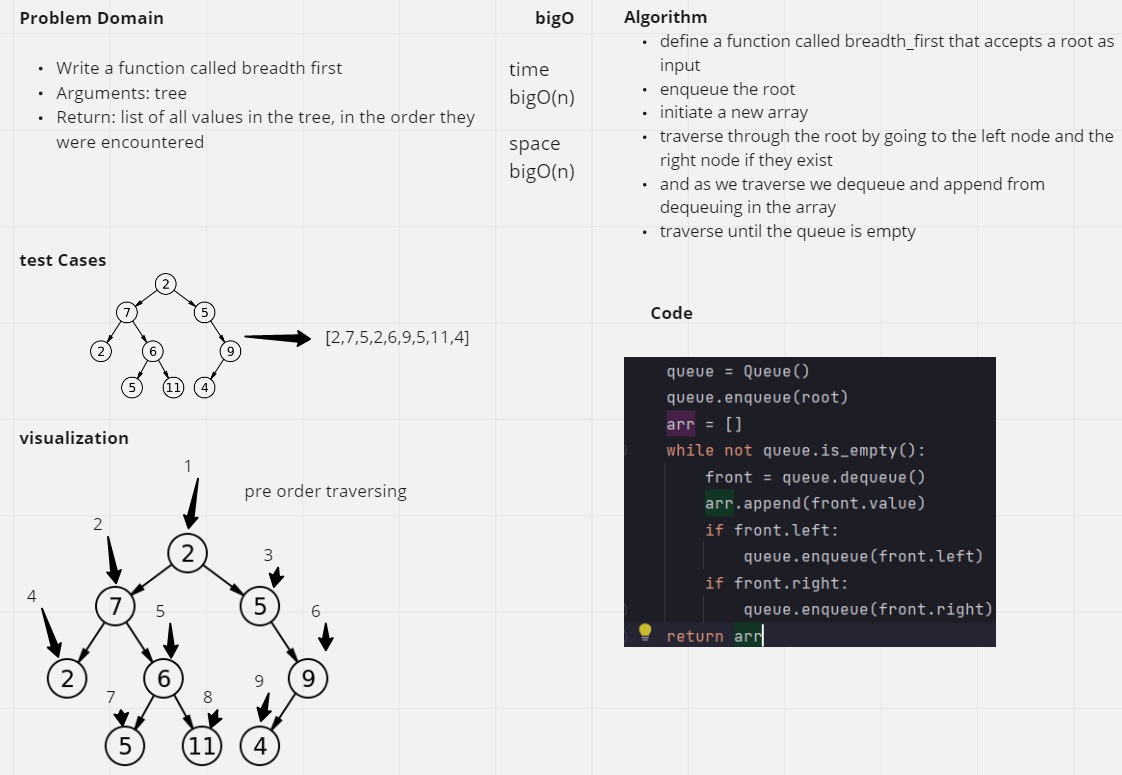 Problem Domain
• Write a function called breadth first
• Arguments: tree
• Return: list of all values in the tree, in the order they
were encountered
bigO
time
bigO(n)
space
bigO(n)
Algorithm
• define a function called breadth_first that accepts a root as
input
• enqueue the root
• initiate a new array
• traverse through the root by going to the left node and the
right node if they exist
• and as we traverse we dequeue and append from
dequeuing in the array
• traverse until the queue is empty
test Cases
2
7
5
2
6
9
5
11
4
[2,7,5,2,6,9,5,11,4]
visualization
pre order traversing
1
2
3
4
5
6
7
8
9
2
7
5
2
6
9
5
11
4
Code
queue = Queue()
queue.enqueue(root)
arr = []
while not queue.is_empty():
    front = queue.dequeue()
    arr.append(front.value)
    if front.left:
        queue.enqueue(front.left)
    if front.right:
        queue.enqueue(front.right)
return arr